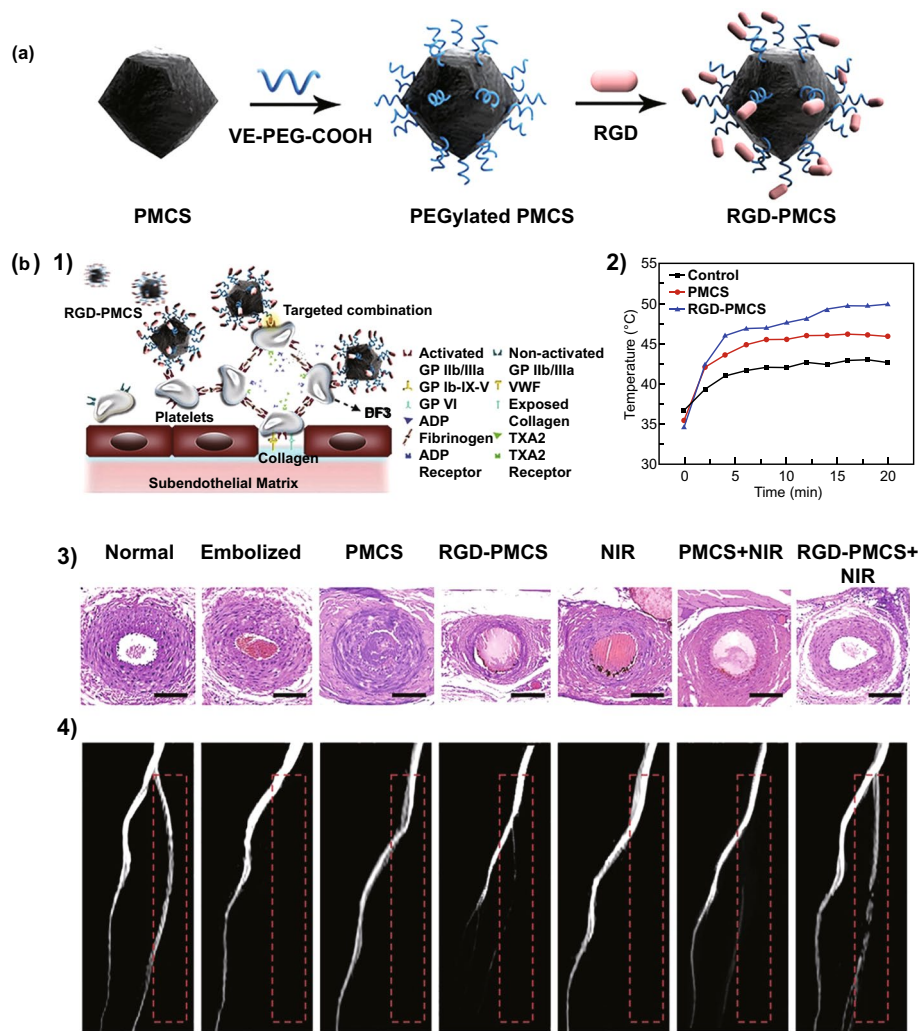 (a)
VE-PEG-COOH
RGD
PMCS
PEGylated PMCS
RGD-PMCS
(b) 1)
RGD-PMCS
Targeted combination
Platelets
Collagen
Subendothelial Matrix
Activated
GP IIb/IIIa
GP Ib-IX-V
GP VI
ADP
Fibrinogen
ADP
Receptor
Non-activated
GP IIb/IIIa
VWF
Exposed
Collagen
TXA2
TXA2
Receptor
2)
Control
PMCS
RGD-PMCS
Temperature (°C)
55
50
45
40
35
30
0
5
10
15
20
Time (min)
3)
Normal
Embolized
PMCS
RGD-PMCS
NIR
PMCS+NIR
RGD-PMCS+
NIR
4)